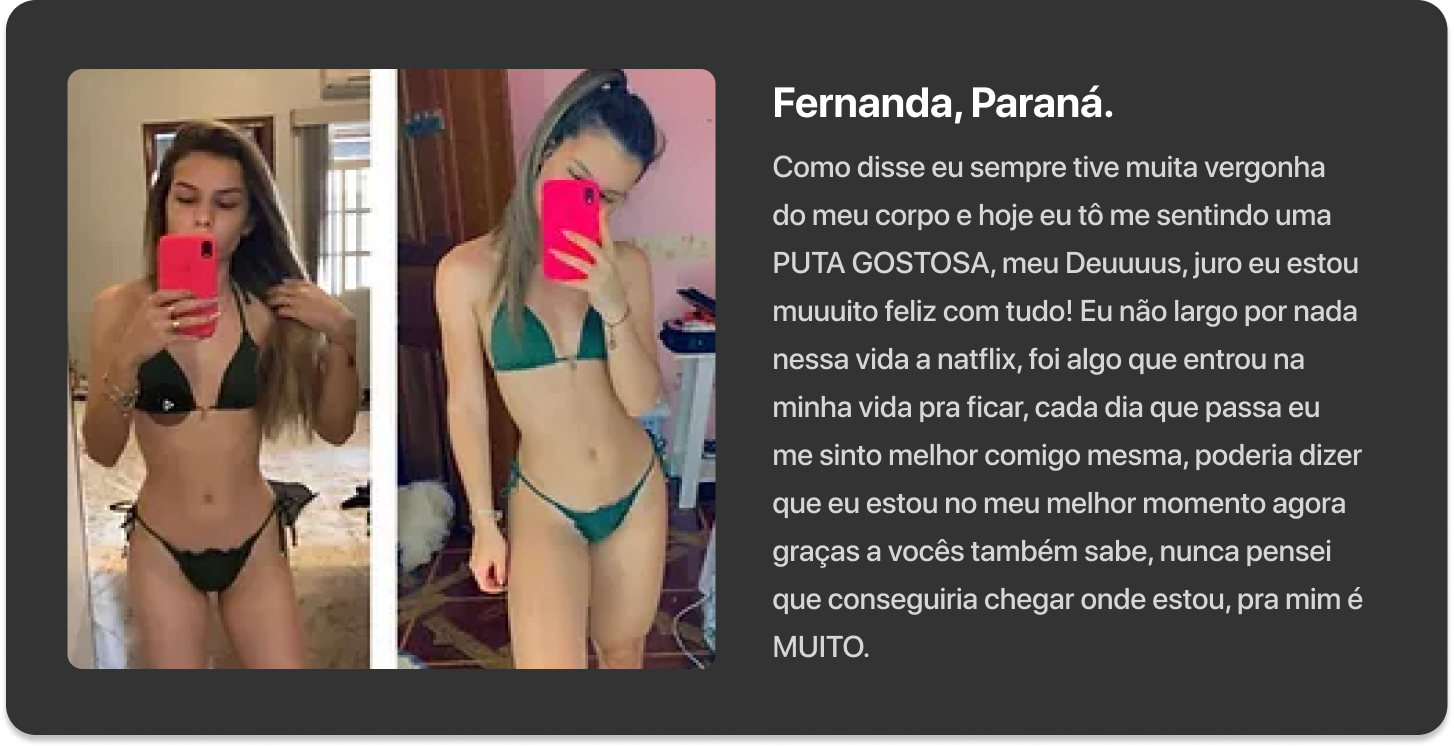 Fernanda, Paraná.
Como disse eu sempre tive muita vergonha
do meu corpo e hoje eu tô me sentindo uma
PUTA GOSTOSA, meu Deuuuus, juro eu estou
muuuito feliz com tudo! Eu não largo por nada
nessa vida a natflix, foi algo que entrou na
minha vida pra ficar, cada dia que passa eu
me sinto melhor comigo mesma, poderia dizer
que eu estou no meu melhor momento agora
graças a vocês também sabe, nunca pensei
que conseguiria chegar onde estou, pra mim é
MUITO.